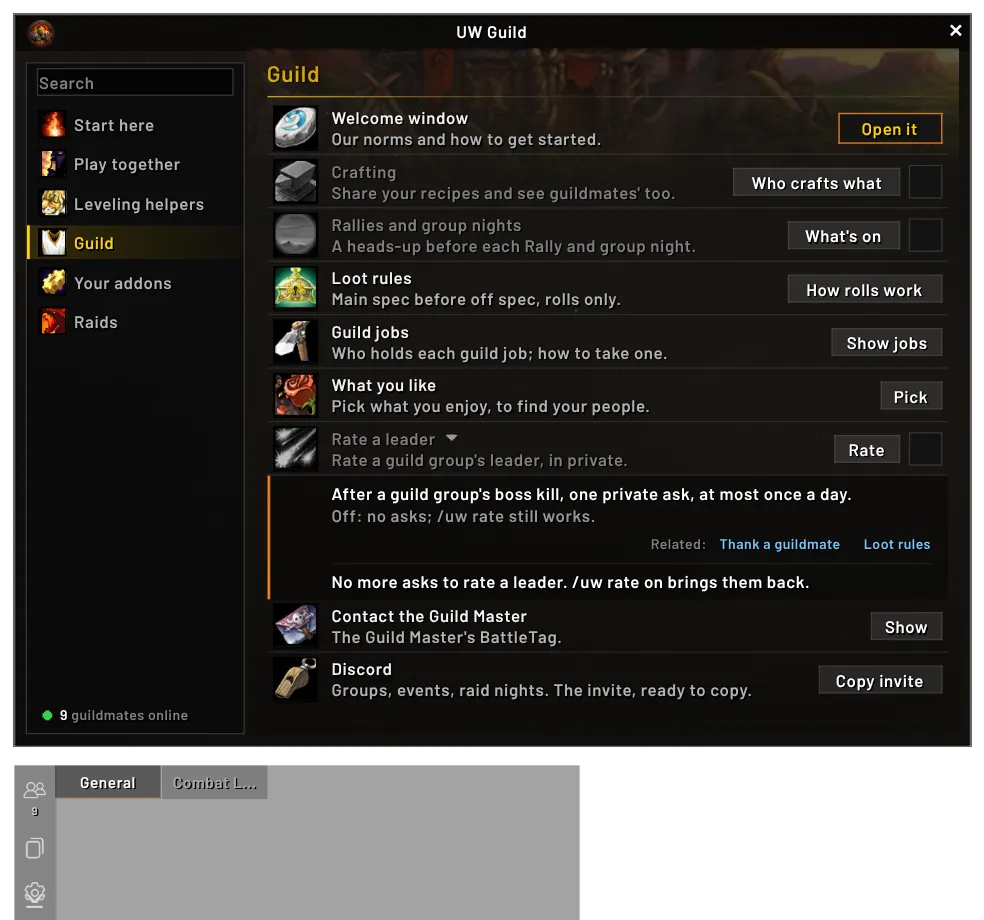 UW Guild
Search
Start here
Play together
Leveling helpers
Guild
Your addons
Raids
9 guildmates online
Guild
Welcome window
Our norms and how to get started.
Open it
Crafting
Share your recipes and see guildmates' too.
Who crafts what
Rallies and group nights
A heads-up before each Rally and group night.
What's on
Loot rules
Main spec before off spec, rolls only.
How rolls work
Guild jobs
Who holds each guild job; how to take one.
Show jobs
What you like
Pick what you enjoy, to find your people.
Pick
Rate a leader
Rate a guild group's leader, in private.
Rate
After a guild group's boss kill, one private ask, at most once a day.
Off: no asks; /uw rate still works.
Related: Thank a guildmate Loot rules
No more asks to rate a leader. /uw rate on brings them back.
Contact the Guild Master
The Guild Master's BattleTag.
Show
Discord
Groups, events, raid nights. The invite, ready to copy.
Copy invite
General
Combat L...
9